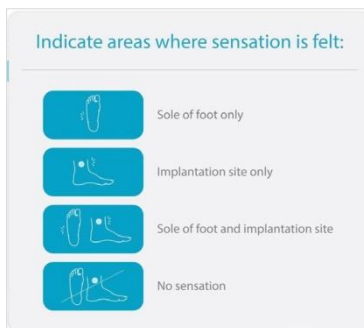 Indicate areas where sensation is felt:
Sole of foot only
Implantation site only
Sole of foot and implantation site
No sensation